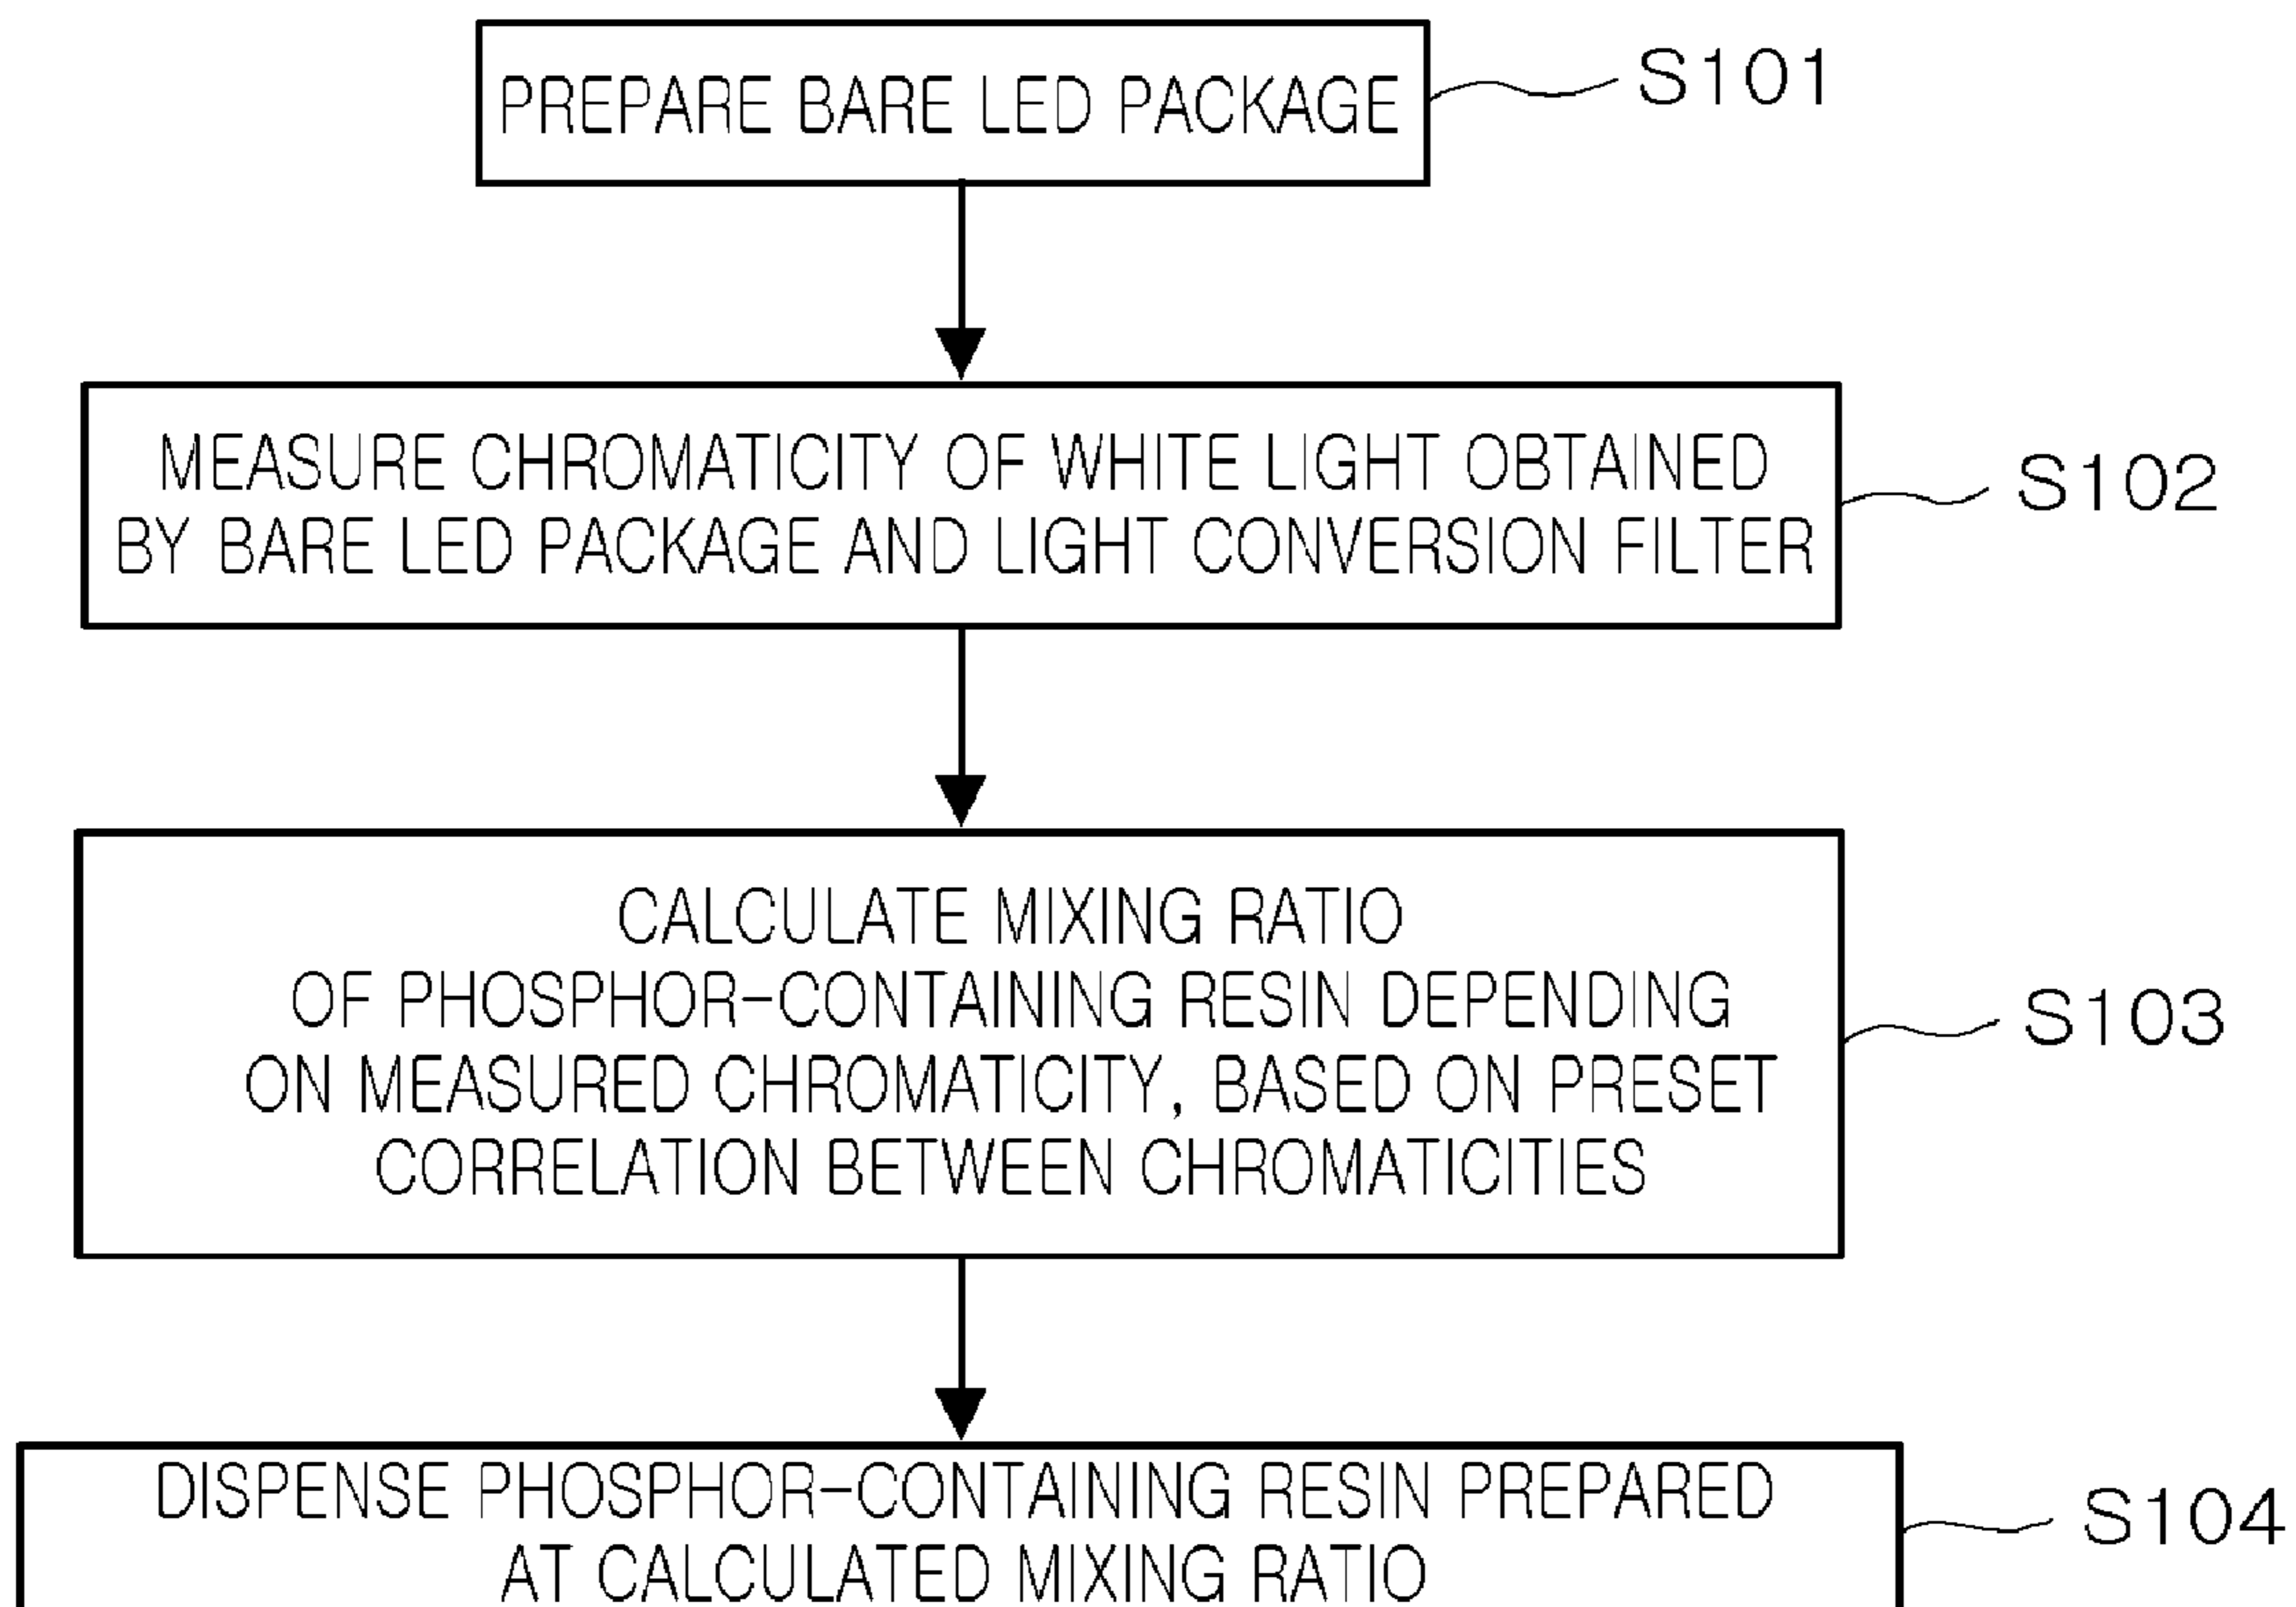 PREPARE BARE LED PACKAGE
S101
MEASURE CHROMATICITY OF WHITE LIGHT OBTAINED
BY BARE LED PACKAGE AND LIGHT CONVERSION FILTER
S102
CALCULATE MIXING RATIO
OF PHOSPHOR-CONTAINING RESIN DEPENDING
ON MEASURED CHROMATICITY, BASED ON PRESET
CORRELATION BETWEEN CHROMATICITIES
S103
DISPENSE PHOSPHOR-CONTAINING RESIN PREPARED
AT CALCULATED MIXING RATIO
S104